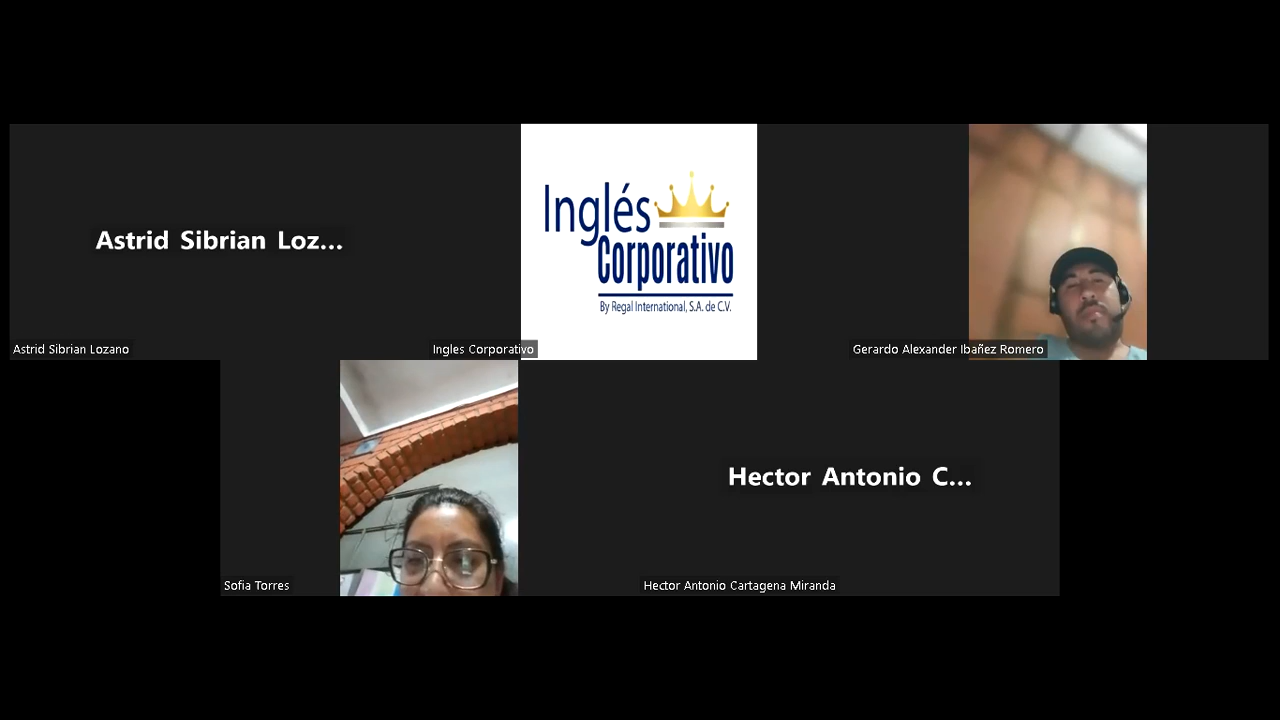 Astrid Sibrian Loz...
Inglés
Corporativo
By Regal International, S.A. de C.V.
Astrid Sibrian Lozano
Ingles Corporativo
Gerardo Alexander Ibañez Romero
Hector Antonio C...
Sofia Torres
Hector Antonio Cartagena Miranda